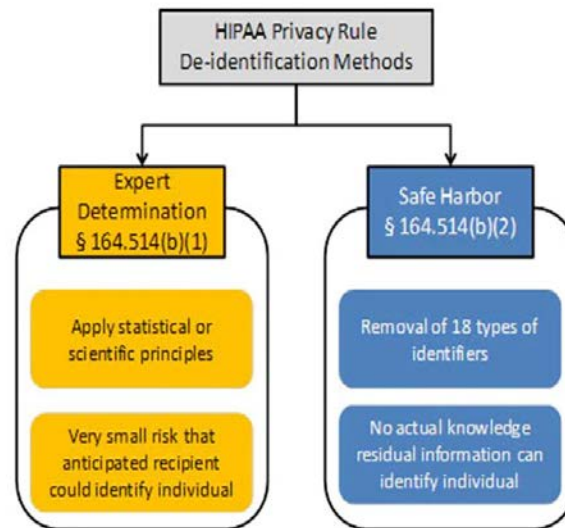 HIPAA Privacy Rule
De-identification Methods
Expert
Determination
§ 164.514(b)(1)
Apply statistical or
scientific principles
Very small risk that
anticipated recipient
could identify individual
Safe Harbor
§ 164.514(b)(2)
Removal of 18 types of
identifiers
No actual knowledge
residual information can
identify individual